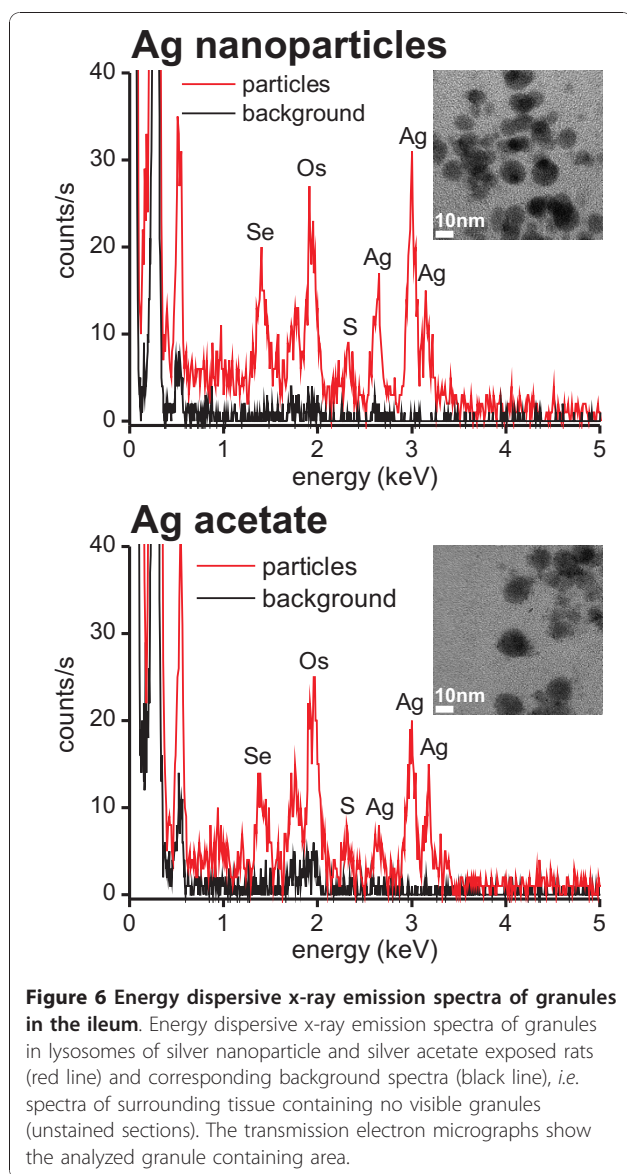 Ag nanoparticles
40
30
20
10
0
counts/s
particles
background
Se
Os
S
Ag
Ag
Ag
10nm
0 1 2 3 4 5
energy (keV)
Ag acetate
40
30
20
10
0
counts/s
particles
background
Se
Os
S
Ag
Ag
Ag
10nm
0 1 2 3 4 5
energy (keV)
Figure 6 Energy dispersive x-ray emission spectra of granules
in the ileum. Energy dispersive x-ray emission spectra of granules
in lysosomes of silver nanoparticle and silver acetate exposed rats
(red line) and corresponding background spectra (black line), i.e.
spectra of surrounding tissue containing no visible granules
(unstained sections). The transmission electron micrographs show
the analyzed granule containing area.